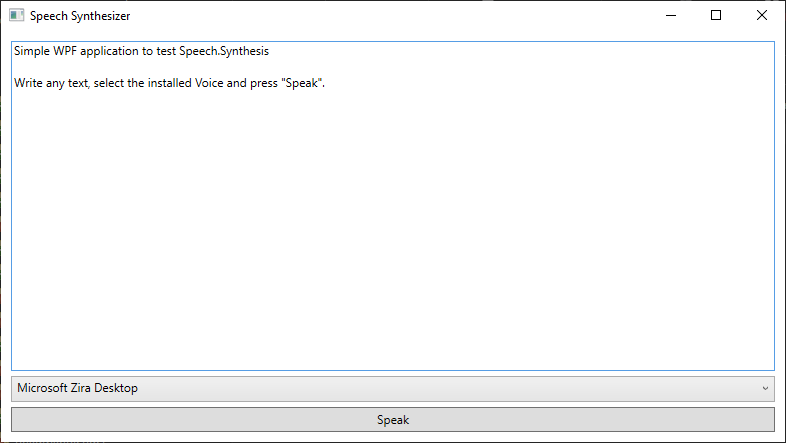 Speech Synthesizer
Simple WPF application to test Speech.Synthesis
Write any text, select the installed Voice and press "Speak".
Microsoft Zira Desktop
Speak